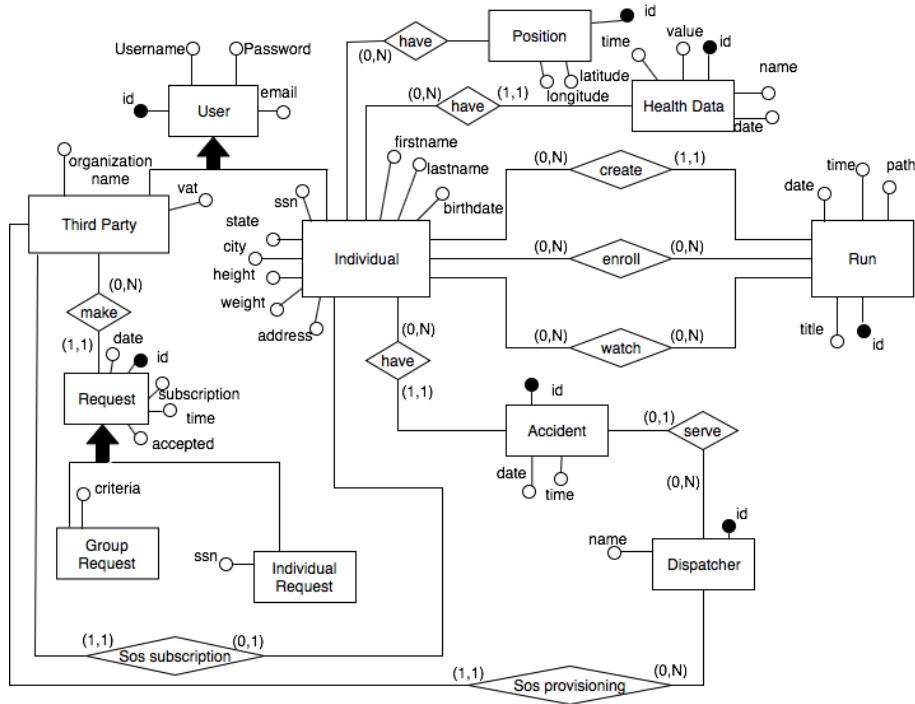 id
have
Position
(0,N)
latitude
longitude
Username
Password
id
User
email
time
value
id
name
(0,N)
have
(1,1)
Health Data
date
organization
name
vat
Third Party
firstname
lastname
birthdate
ssn
state
city
height
weight
address
Individual
(0,N)
create
(1,1)
(0,N)
enroll
(0,N)
(0,N)
watch
(0,N)
date
time
path
Run
title
id
(0,N)
make
(1,1)
date
id
Request
subscription
time
accepted
(0,N)
have
(1,1)
id
Accident
date
time
(0,1)
serve
(0,N)
criteria
Group
Request
ssn
Individual
Request
name
id
Dispatcher
(1,1)
Sos subscription
(0,1)
(1,1)
Sos provisioning
(0,N)